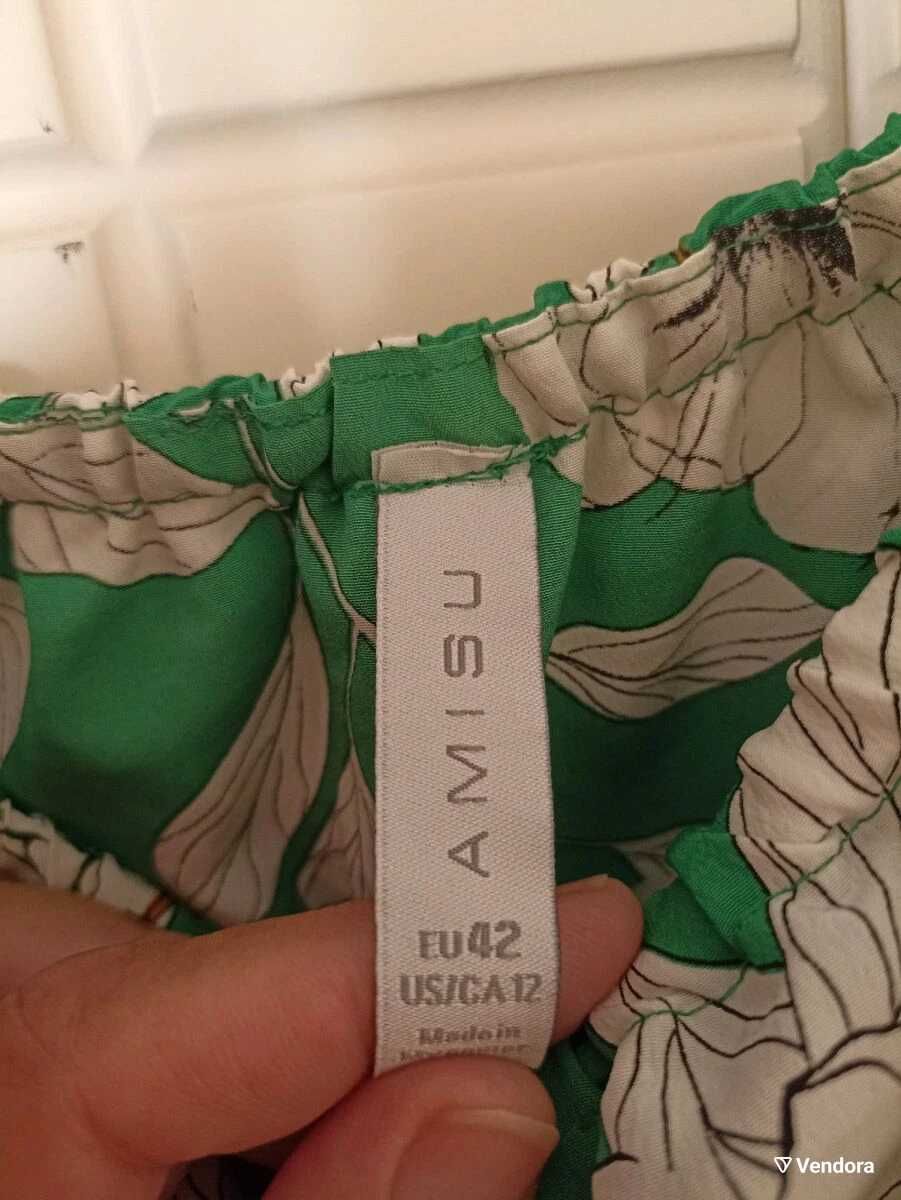 AMISU
EU 42
US/CA 12
Made in
Vendora